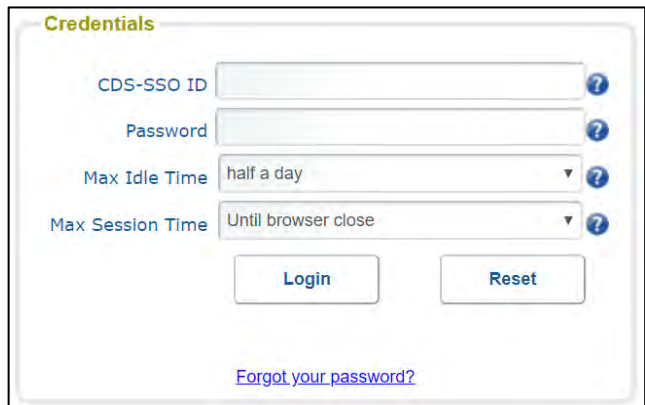 Credentials
CDS-SSO ID
?
Password
?
Max Idle Time half a day
?
Max Session Time Until browser close
?
Login Reset
Forgot your password?